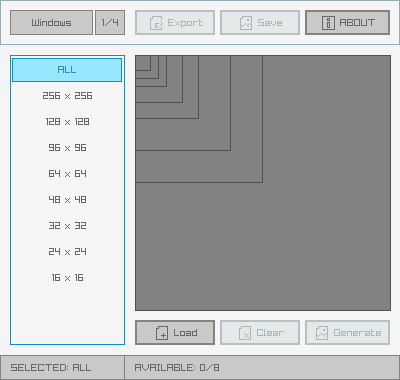 Windows 1/4 Export Save ABOUT
ALL
256 x 256
128 x 128
96 x 96
64 x 64
48 x 48
32 x 32
24 x 24
16 x 16
Load Clear Generate
SELECTED: ALL AVAILABLE: 0/8